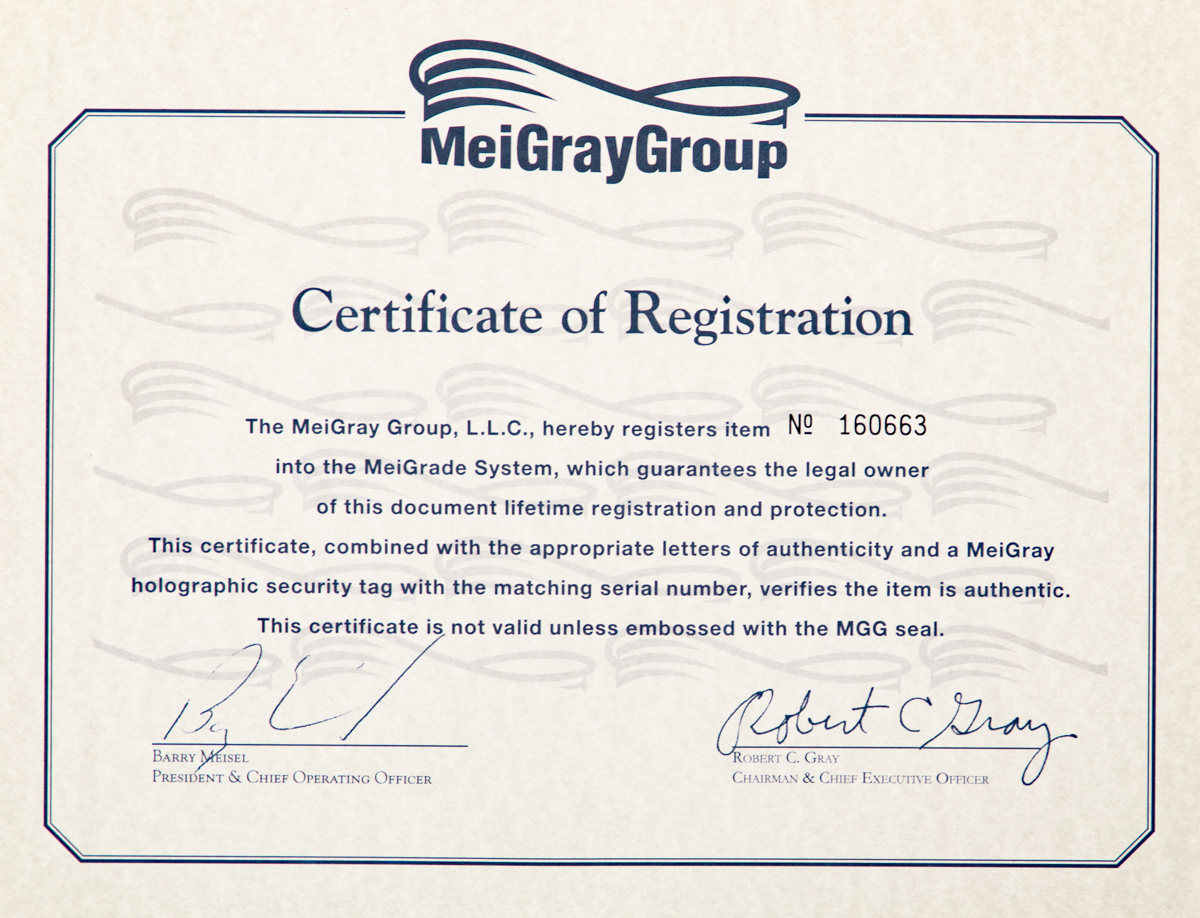 MeiGrayGroup
Certificate of Registration
The MeiGray Group, L.L.C., hereby registers item Nº 160663
into the MeiGrade System, which guarantees the legal owner
of this document lifetime registration and protection.
This certificate, combined with the appropriate letters of authenticity and a MeiGray
holographic security tag with the matching serial number, verifies the item is authentic.
This certificate is not valid unless embossed with the MGG seal.
Robert C Gray
BARRY MEISEL
ROBERT C. GRAY
PRESIDENT & CHIEF OPERATING OFFICER
CHAIRMAN & CHIEF EXECUTIVE OFFICER